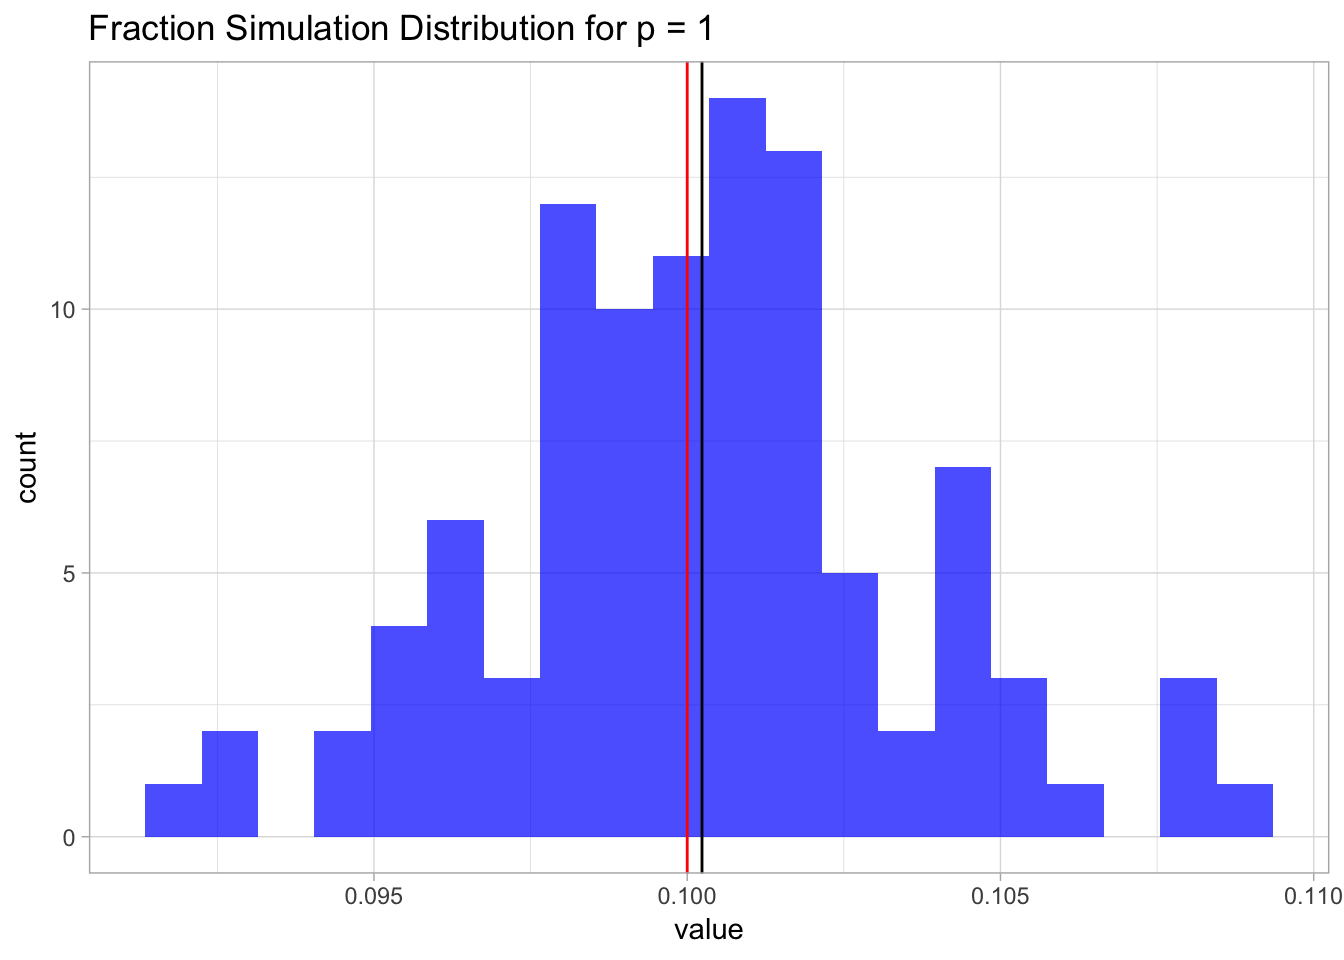 Fraction Simulation Distribution for p = 1
count
10
5
0
0.095 0.100 0.105 0.110
value